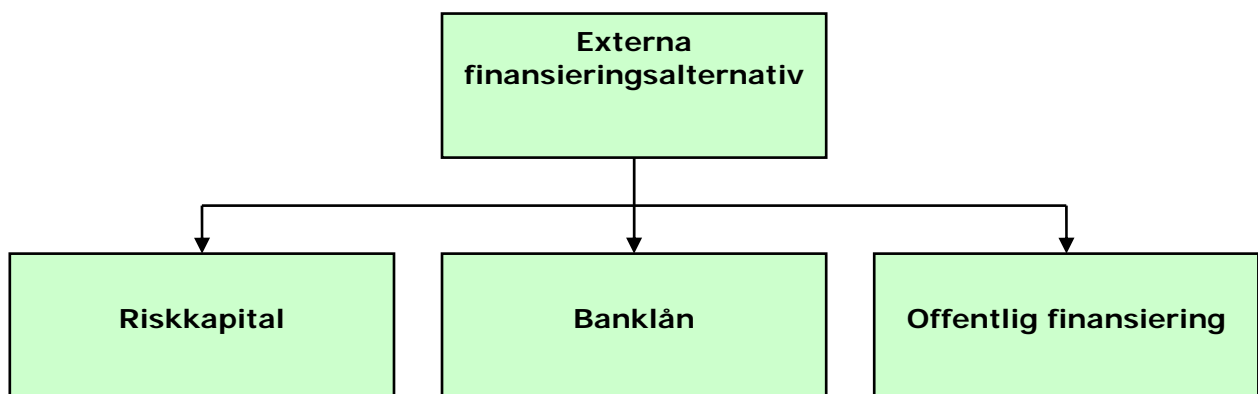 Externa
finansieringsalternativ
Riskkapital
Banklån
Offentlig finansiering